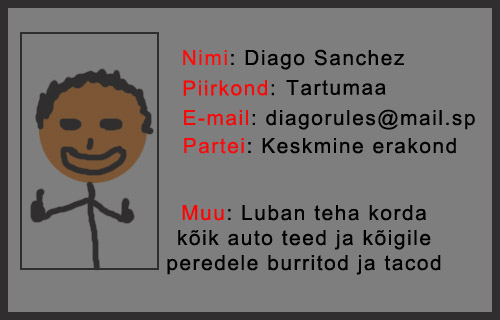 Nimi: Diago Sanchez
Piirkond: Tartumaa
E-mail: diagorules@mail.sp
Partei: Keskmine erakond
Muu: Luban teha korda
kõik auto teed ja kõigile
peredele burritod ja tacod